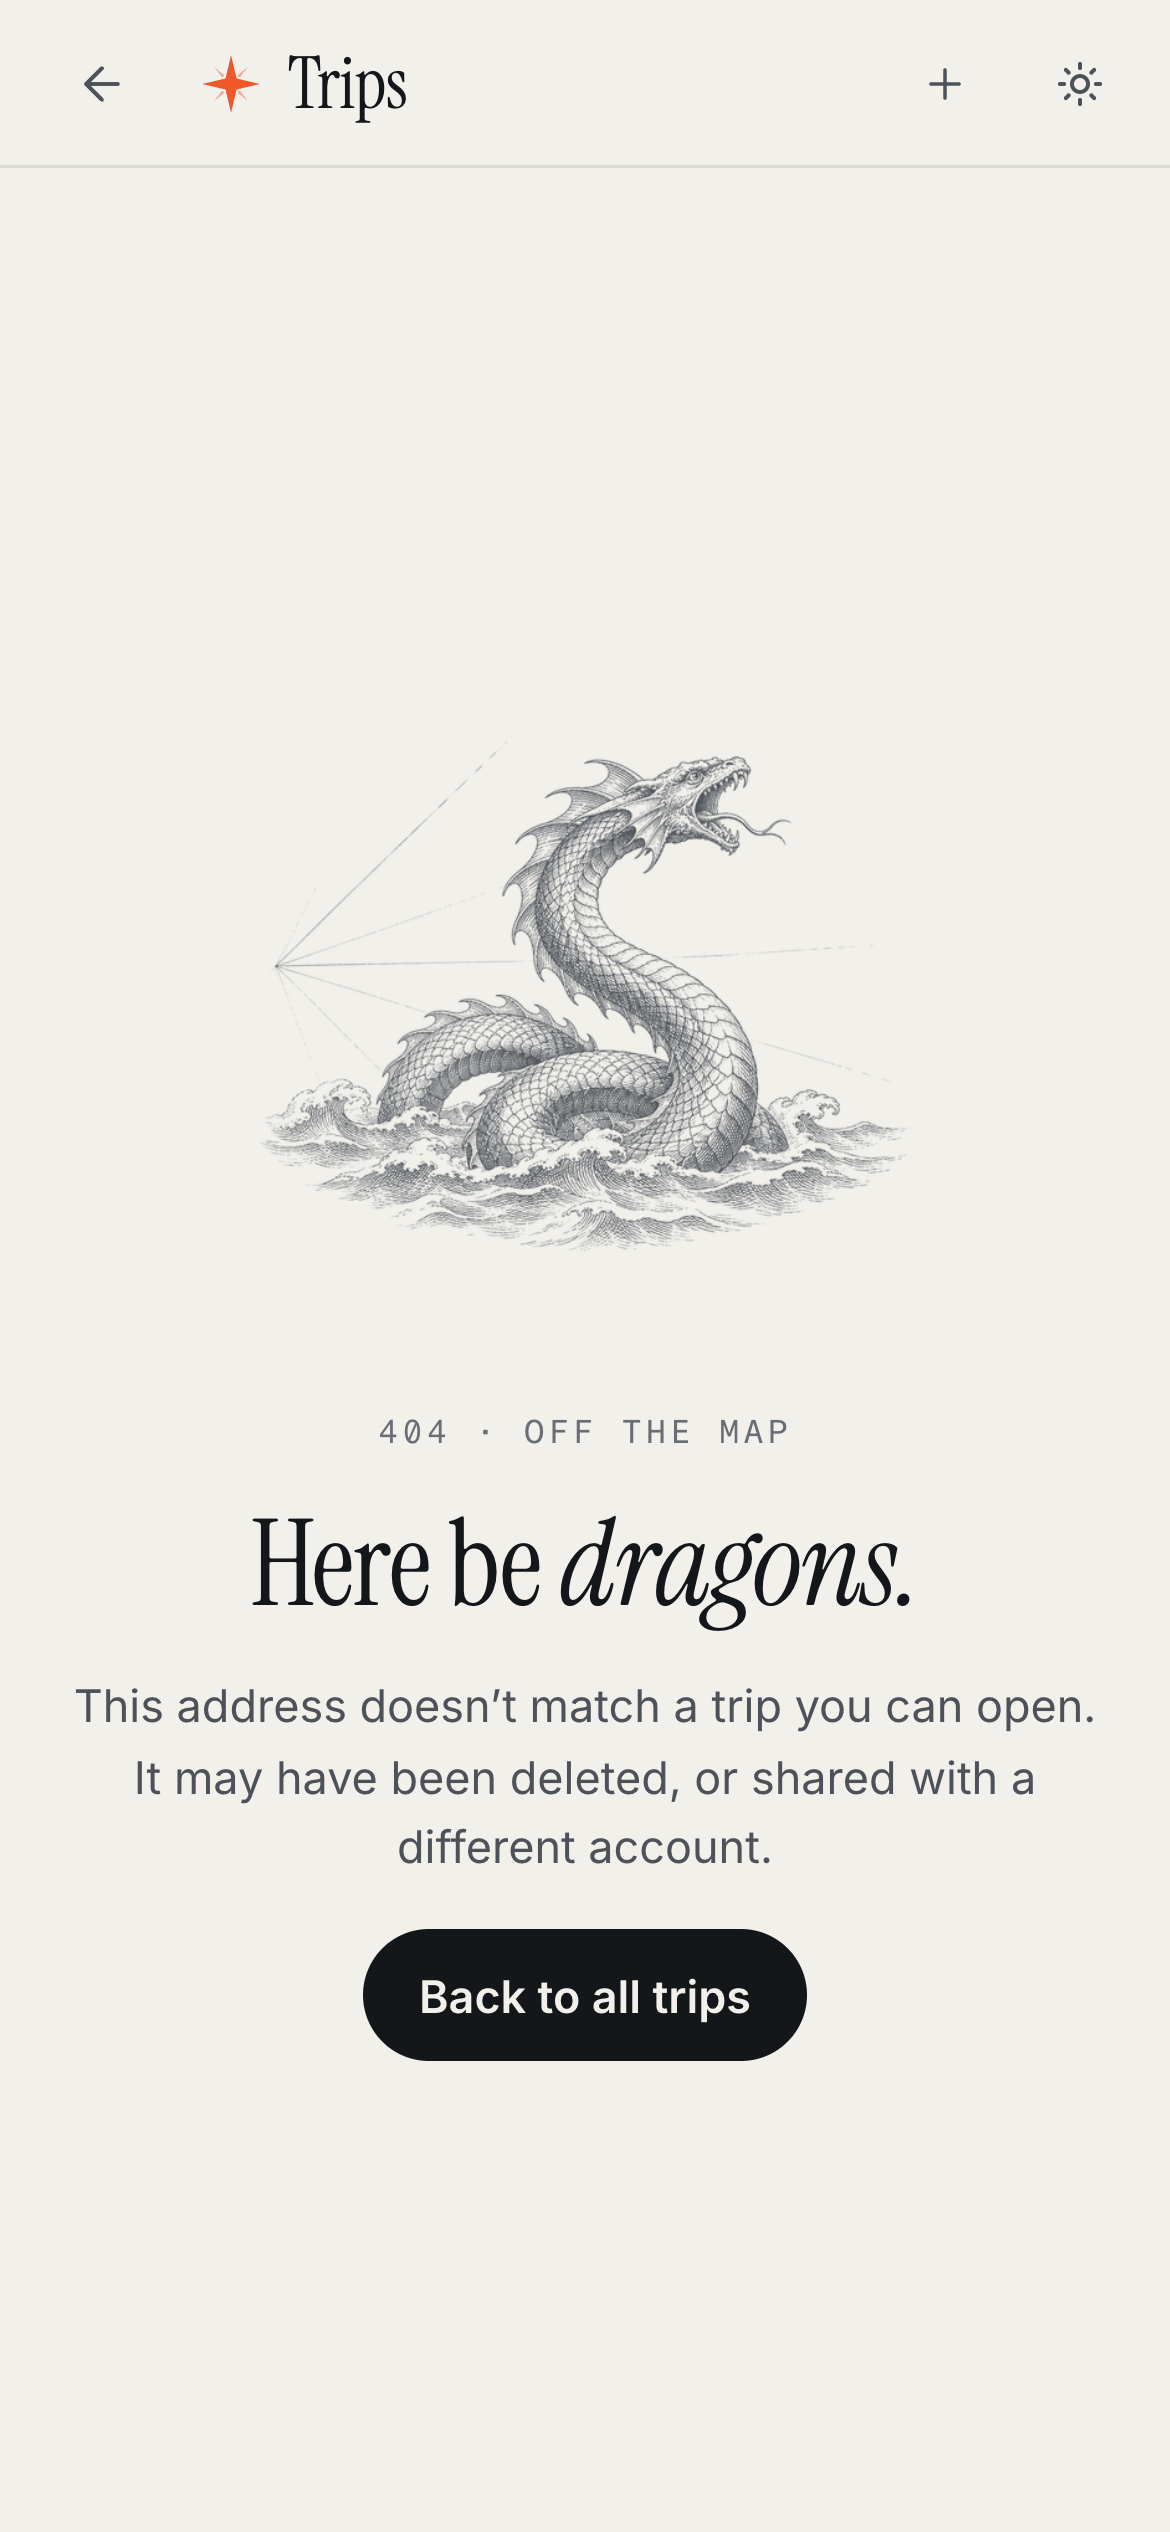 Trips
404 · OFF THE MAP
Here be dragons.
This address doesn’t match a trip you can open.
It may have been deleted, or shared with a
different account.
Back to all trips